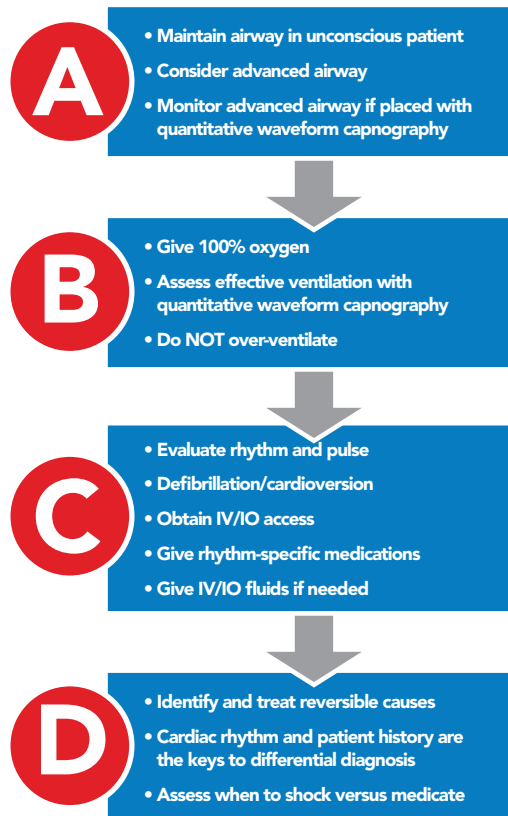 A
• Maintain airway in unconscious patient
• Consider advanced airway
• Monitor advanced airway if placed with
quantitative waveform capnography
B
• Give 100% oxygen
• Assess effective ventilation with
quantitative waveform capnography
• Do NOT over-ventilate
C
• Evaluate rhythm and pulse
• Defibrillation/cardioversion
• Obtain IV/IO access
• Give rhythm-specific medications
• Give IV/IO fluids if needed
D
• Identify and treat reversible causes
• Cardiac rhythm and patient history are
the keys to differential diagnosis
• Assess when to shock versus medicate